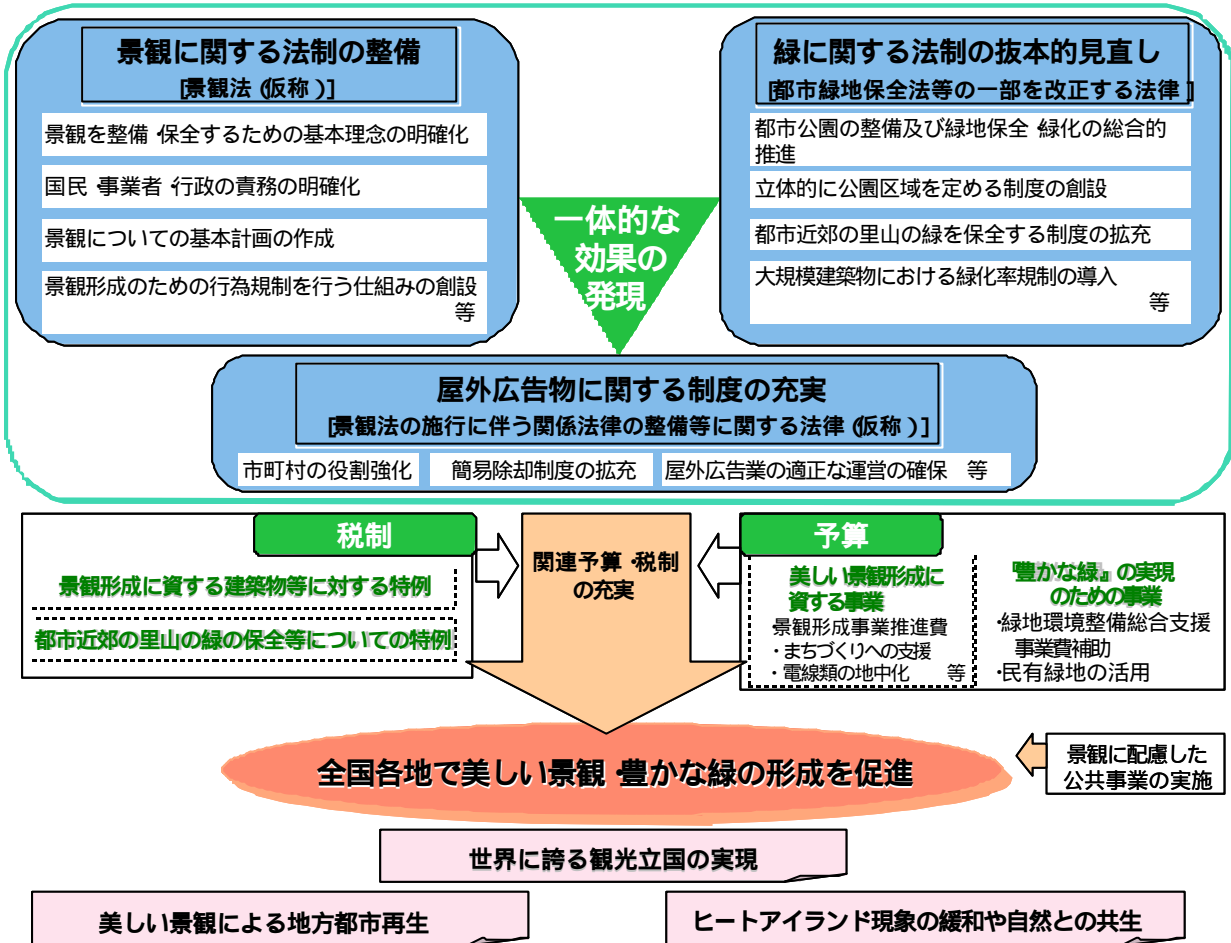 景観に関する法制の整備
[景観法(仮称)]
景観を整備・保全するための基本理念の明確化
国民・事業者・行政の責務の明確化
景観についての基本計画の作成
景観形成のための行為規制を行う仕組みの創設
等
緑に関する法制の抜本的見直し
[都市緑地保全法等の一部を改正する法律]
都市公園の整備及び緑地保全・緑化の総合的
推進
立体的に公園区域を定める制度の創設
都市近郊の里山の緑を保全する制度の拡充
大規模建築物における緑化率規制の導入
等
一体的な
効果の
発現
屋外広告物に関する制度の充実
[景観法の施行に伴う関係法律の整備等に関する法律(仮称)]
市町村の役割強化
簡易除却制度の拡充
屋外広告業の適正な運営の確保 等
税制
景観形成に資する建築物等に対する特例
都市近郊の里山の緑の保全等についての特例
関連予算・税制
の充実
予算
美しい景観形成に
資する事業
・景観形成事業推進費
・まちづくりへの支援
・電線類の地中化 等
『豊かな緑』の実現
のための事業
・緑地環境整備総合支援
事業費補助
・民有緑地の活用
全国各地で美しい景観・豊かな緑の形成を促進
景観に配慮した
公共事業の実施
世界に誇る観光立国の実現
美しい景観による地方都市再生
ヒートアイランド現象の緩和や自然との共生